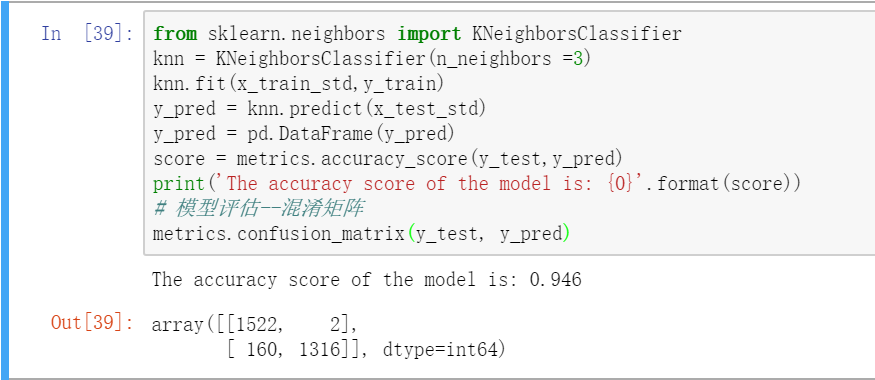 In [39]: from sklearn.neighbors import KNeighborsClassifier
knn = KNeighborsClassifier(n_neighbors =3)
knn.fit(x_train_std,y_train)
y_pred = knn.predict(x_test_std)
y_pred = pd.DataFrame(y_pred)
score = metrics.accuracy_score(y_test,y_pred)
print('The accuracy score of the model is: {0}'.format(score))
# 模型评估--混淆矩阵
metrics.confusion_matrix(y_test, y_pred)
The accuracy score of the model is: 0.946
Out[39]: array([[1522,    2],
[ 160, 1316]], dtype=int64)